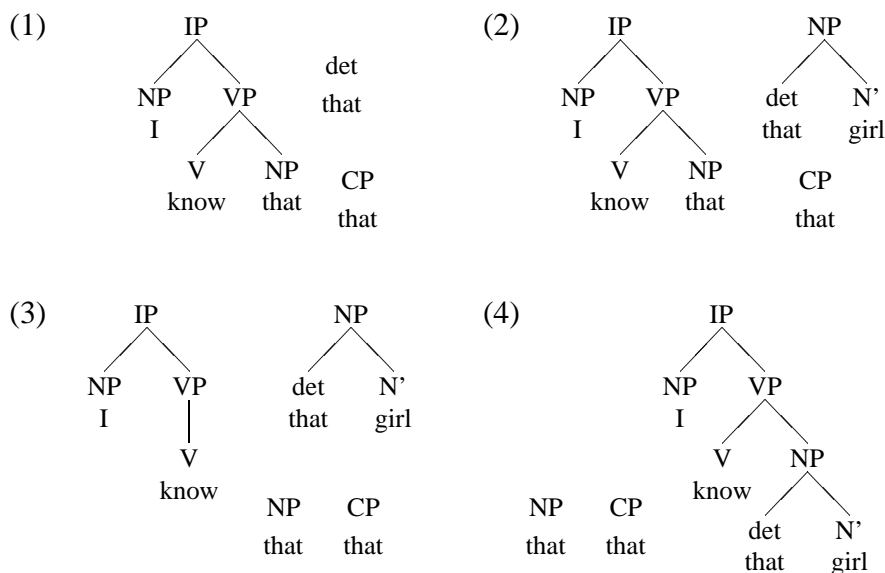 (1)
IP
NP VP
I
V NP
know that
det
that
CP
that
(2)
IP
NP VP
I
V NP
know that
NP
det N'
that girl
CP
that
(3)
IP
NP VP
I
V
know
NP
det N'
that girl
NP CP
that that
(4)
IP
NP VP
I
V NP
know
det N'
that girl
NP CP
that that